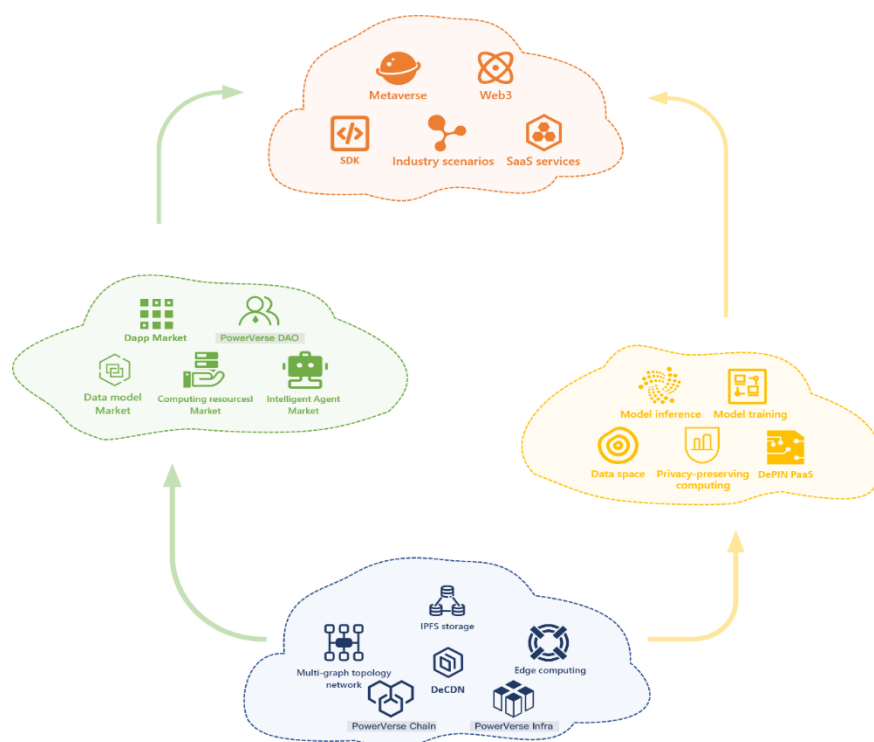 Metaverse
Web3
SDK
Industry scenarios
SaaS services
Dapp Market
PowerVerse DAO
Data model
Market
Computing resourcesl
Market
Intelligent Agent
Market
Model inference
Model training
Data space
Privacy-preserving
computing
DePIN PaaS
IPFS storage
Multi-graph topology
network
DeCDN
Edge computing
PowerVerse Chain
PowerVerse Infra